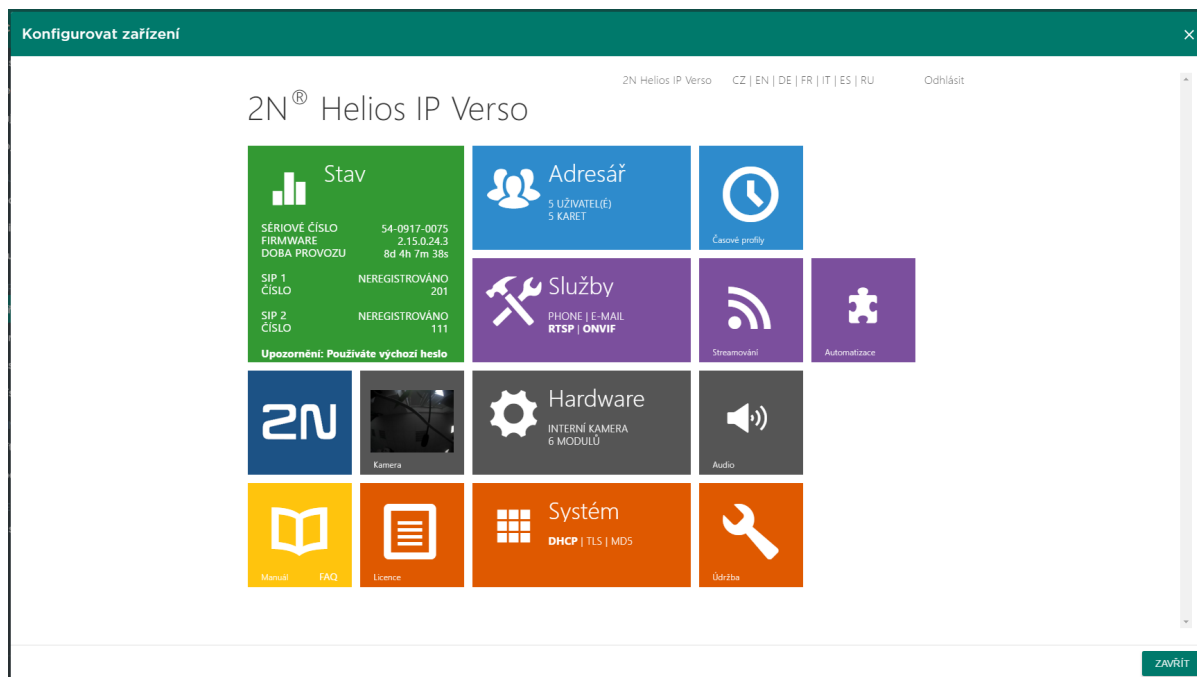 Konfigurovat zařízení
×
2N Helios IP Verso CZ | EN | DE | FR | IT | ES | RU Odhlásit
2N® Helios IP Verso
Stav
SÉRIOVÉ ČÍSLO 54-0917-0075
FIRMWARE 2.15.0.24.3
DOBA PROVOZU 8d 4h 7m 38s
SIP 1 NEREGISTROVÁNO
ČÍSLO 201
SIP 2 NEREGISTROVÁNO
ČÍSLO 111
Upozornění: Používáte výchozí heslo
Adresář
5 UŽIVATEL(É)
5 KARET
Časové profily
Služby
PHONE | E-MAIL
RTSP | ONVIF
Streamování
Automatizace
2N
Kamera
Hardware
INTERNÍ KAMERA
6 MODULŮ
Audio
Manuál FAQ
Licence
Systém
DHCP | TLS | MD5
Údržba
ZAVŘÍT